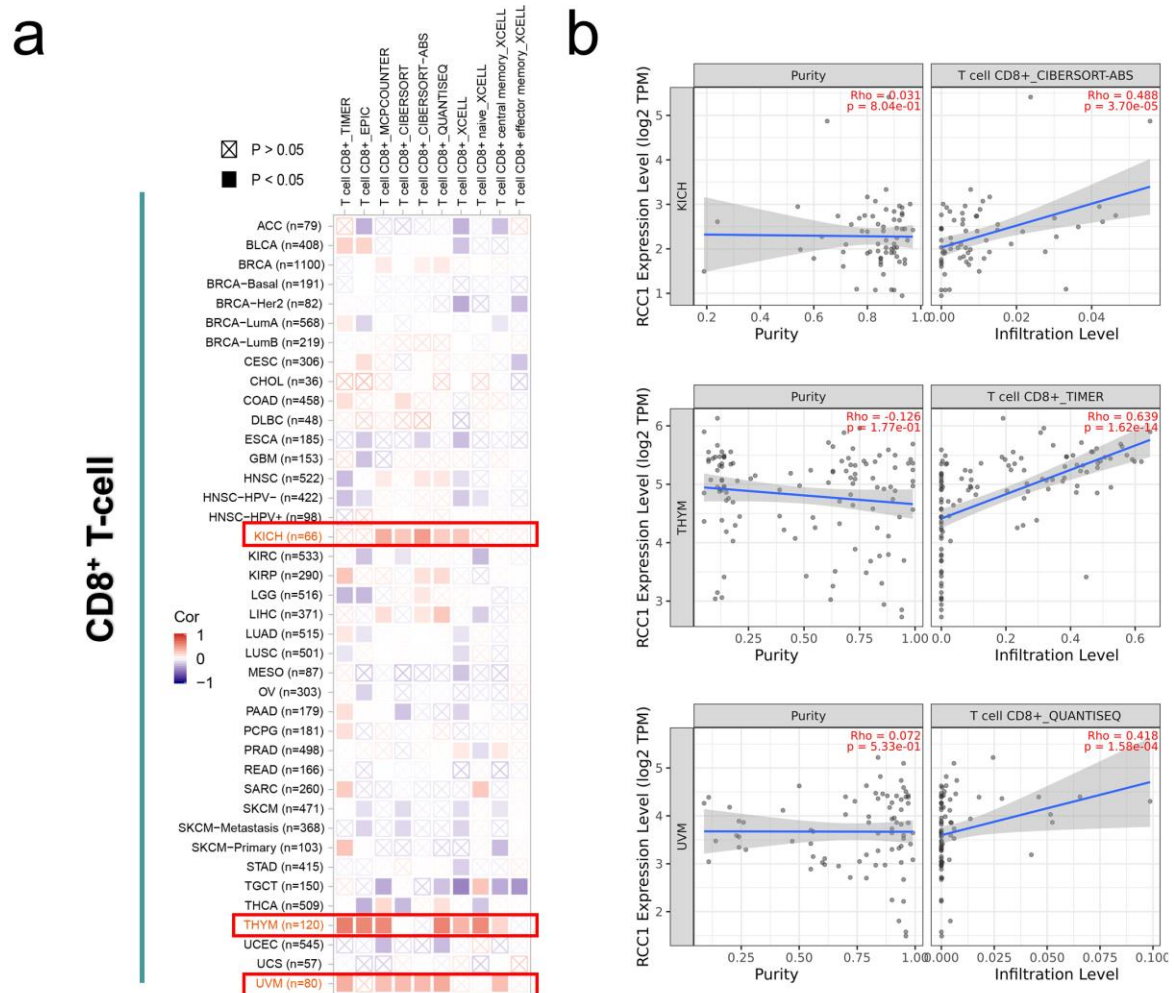 a
T cell CD8+_TIMER
T cell CD8+_EPIC
T cell CD8+_MCPCOUNTER
T cell CD8+_CIBERSORT
T cell CD8+_CIBERSORT-ABS
T cell CD8+_QUANTISEQ
T cell CD8+_XCELL
T cell CD8+ naive_XCELL
T cell CD8+ central memory_XCELL
T cell CD8+ effector memory_XCELL
P > 0.05
P < 0.05
CD8+ T-cell
ACC (n=79)
BLCA (n=408)
BRCA (n=1100)
BRCA-Basal (n=191)
BRCA-Her2 (n=82)
BRCA-LumA (n=568)
BRCA-LumB (n=219)
CESC (n=306)
CHOL (n=36)
COAD (n=458)
DLBC (n=48)
ESCA (n=185)
GBM (n=153)
HNSC (n=522)
HNSC-HPV- (n=422)
HNSC-HPV+ (n=98)
KICH (n=66)
KIRC (n=533)
KIRP (n=290)
LGG (n=516)
LIHC (n=371)
LUAD (n=515)
LUSC (n=501)
MESO (n=87)
OV (n=303)
PAAD (n=179)
PCPG (n=181)
PRAD (n=498)
READ (n=166)
SARC (n=260)
SKCM (n=471)
SKCM-Metastasis (n=368)
SKCM-Primary (n=103)
STAD (n=415)
TGCT (n=150)
THCA (n=509)
THYM (n=120)
UCEC (n=545)
UCS (n=57)
UVM (n=80)
Cor
1
0
-1
b
Purity
T cell CD8+_CIBERSORT-ABS
Rho = 0.031
p = 8.04e-01
Rho = 0.488
p = 3.70e-05
RCC1 Expression Level (log2 TPM)
KICH
5
4
3
2
1
0.2 0.4 0.6 0.8 1.0
0.00 0.02 0.04
Purity
Infiltration Level
Purity
T cell CD8+_TIMER
Rho = -0.126
p = 1.77e-01
Rho = 0.639
p = 1.62e-14
RCC1 Expression Level (log2 TPM)
THYM
6
5
4
3
0.25 0.50 0.75 1.00
0.0 0.2 0.4 0.6
Purity
Infiltration Level
Purity
T cell CD8+_QUANTISEQ
Rho = 0.072
p = 5.33e-01
Rho = 0.418
p = 1.58e-04
RCC1 Expression Level (log2 TPM)
UVM
5
4
3
2
0.25 0.50 0.75 1.00
0.000 0.025 0.050 0.075 0.100
Purity
Infiltration Level